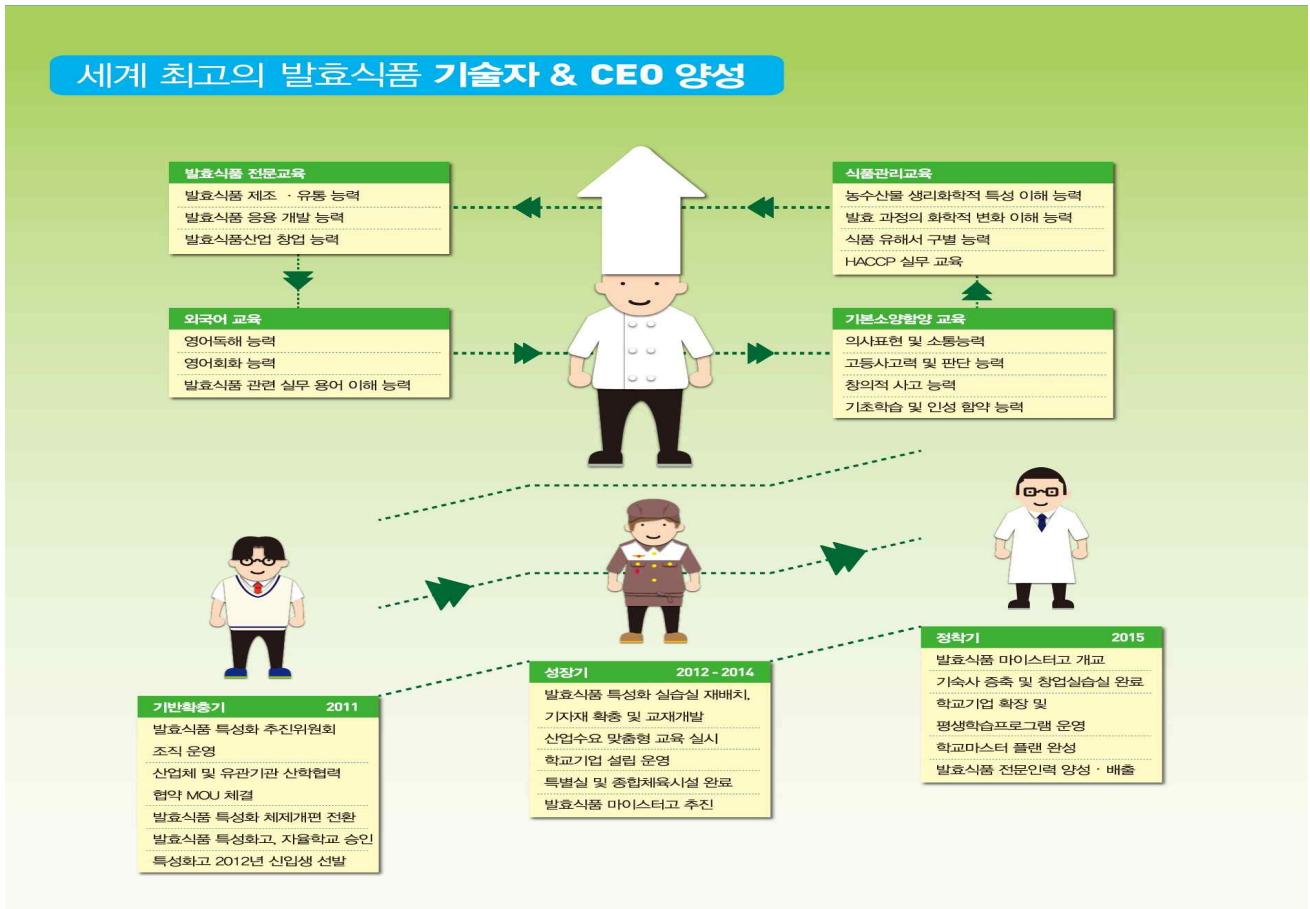 세계 최고의 발효식품 기술자 & CEO 양성
발효식품 전문교육
발효식품 제조 · 유통 능력
발효식품 응용 개발 능력
발효식품산업 창업 능력
식품관리교육
농수산물 생리화학적 특성 이해 능력
발효 과정의 화학적 변화 이해 능력
식품 유해서 구별 능력
HACCP 실무 교육
외국어 교육
영어독해 능력
영어회화 능력
발효식품 관련 실무 용어 이해 능력
기본소양함양 교육
의사표현 및 소통능력
고등사고력 및 판단 능력
창의적 사고 능력
기초학습 및 인성 함약 능력
기반확충기 2011
발효식품 특성화 추진위원회
조직 운영
산업체 및 유관기관 산학협력
협약 MOU 체결
발효식품 특성화 체제개편 전환
발효식품 특성화고, 자율학교 승인
특성화고 2012년 신입생 선발
성장기 2012 - 2014
발효식품 특성화 실습실 재배치,
기자재 확충 및 교재개발
산업수요 맞춤형 교육 실시
학교기업 설립 운영
특별실 및 종합체육시설 완료
발효식품 마이스터고 추진
정착기 2015
발효식품 마이스터고 개교
기숙사 증축 및 창업실습실 완료
학교기업 확장 및
평생학습프로그램 운영
학교마스터 플랜 완성
발효식품 전문인력 양성 · 배출